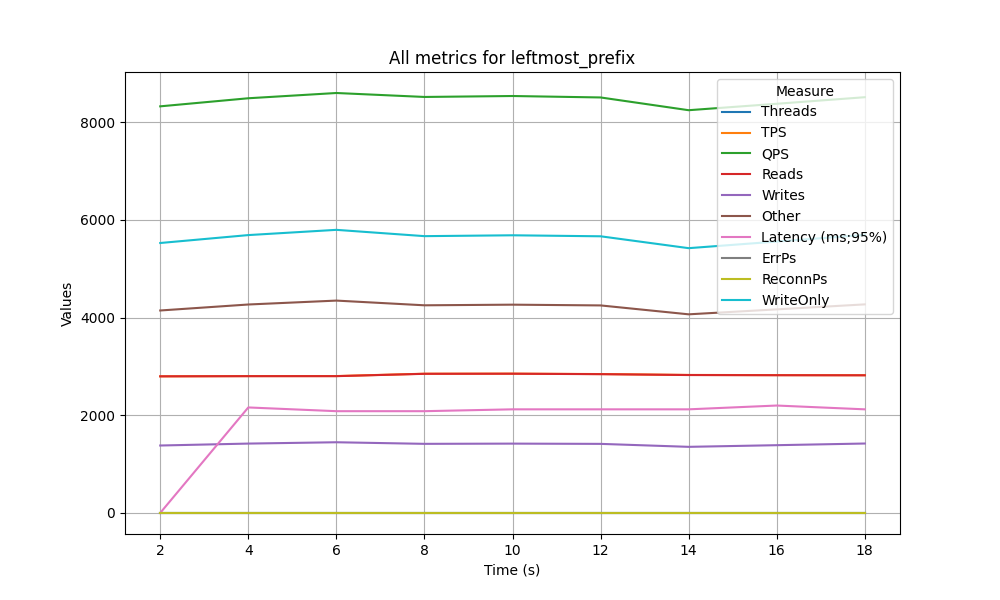 All metrics for leftmost_prefix
Measure
Threads
TPS
QPS
Reads
Writes
Other
Latency (ms;95%)
ErrPs
ReconnPs
WriteOnly
Values
8000
6000
4000
2000
0
2 4 6 8 10 12 14 16 18
Time (s)